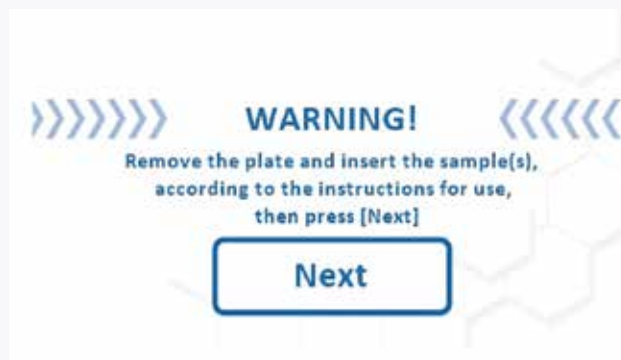 WARNING!
Remove the plate and insert the sample(s),
according to the instructions for use,
then press [Next]
Next